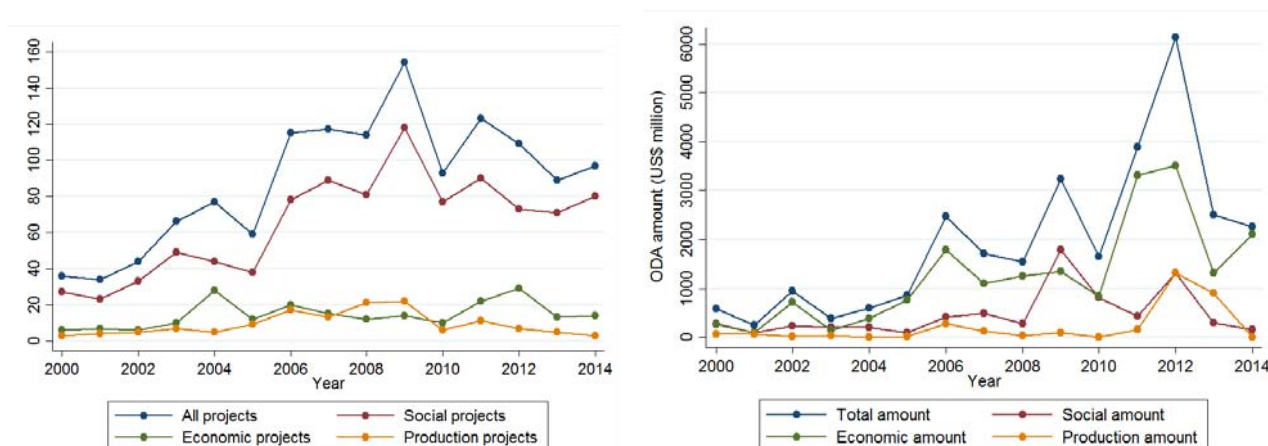 0 20 40 60 80 100 120 140 160
2000 2002 2004 2006 2008 2010 2012 2014
Year
All projects Social projects
Economic projects Production projects
ODA amount (US$ million)
0 1000 2000 3000 4000 5000 6000
2000 2002 2004 2006 2008 2010 2012 2014
Year
Total amount Social amount
Economic amount Production amount